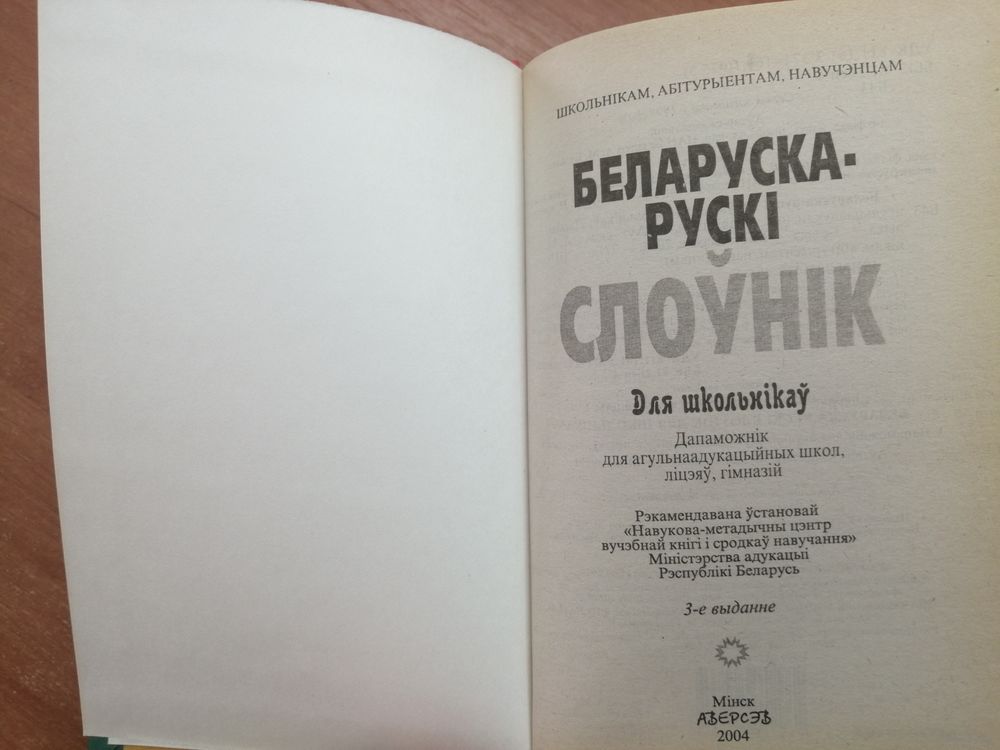 ШКОЛЬНІКАМ, АБІТУРЫЕНТАМ, НАВУЧЭНЦАМ
БЕЛАРУСКА-
РУСКІ
СЛОЎНІК
Для школьнікаў
Дапаможнік
для агульнаадукацыйных школ,
ліцэяў, гімназій
Рэкамендавана ўстановай
«Навукова-метадычны цэнтр
вучэбнай кнігі і сродкаў навучання»
Міністэрства адукацыі
Рэспублікі Беларусь
3-е выданне
Мінск
АВЕРСЭВ
2004